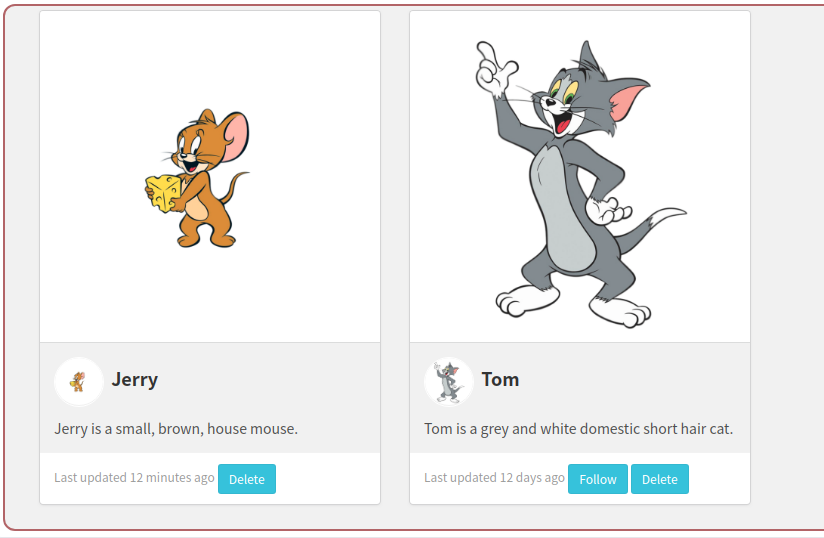 Jerry
Jerry is a small, brown, house mouse.
Last updated 12 minutes ago Delete
Tom
Tom is a grey and white domestic short hair cat.
Last updated 12 days ago Follow Delete